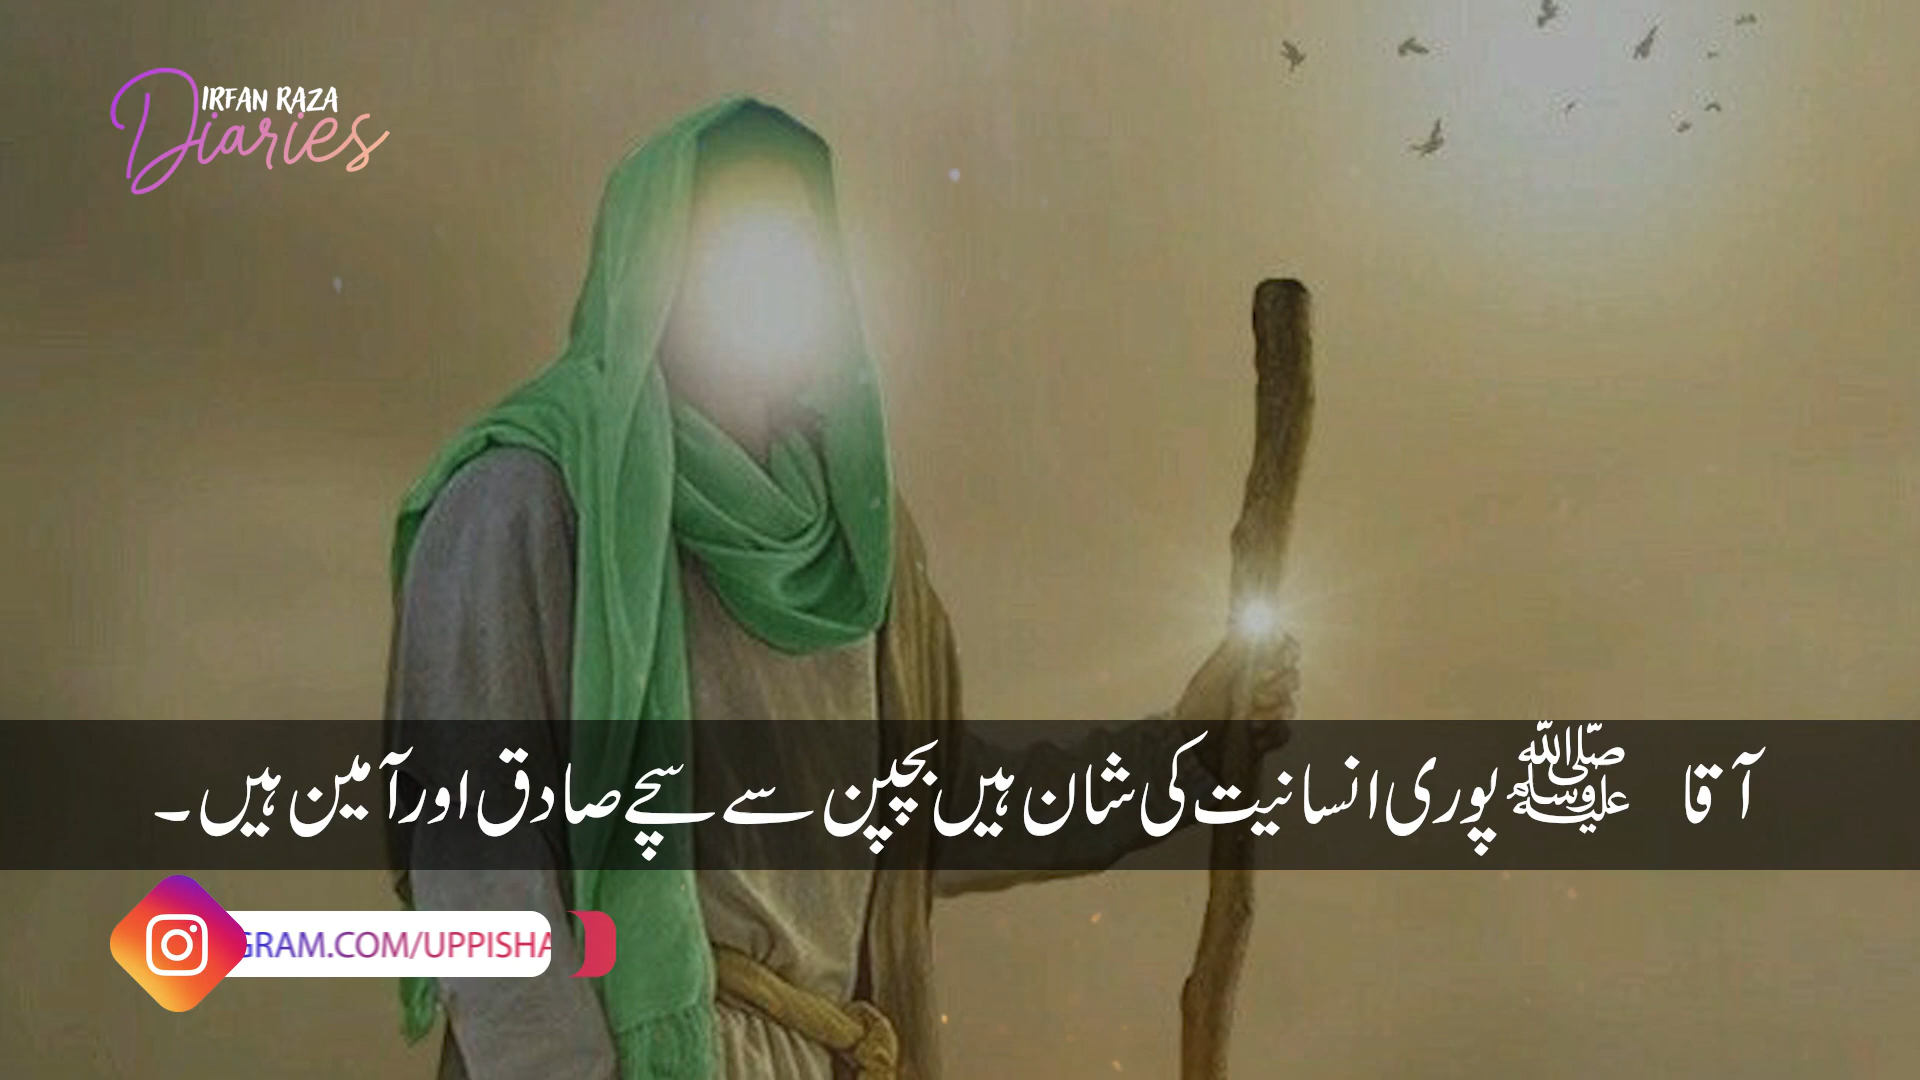 IRFAN RAZA
Diaries
آقا ﷺ پوری انسانیت کی شان ہیں بچپن سے سچے صادق اور آمین ہیں۔
GRAM.COM/UPPISHA